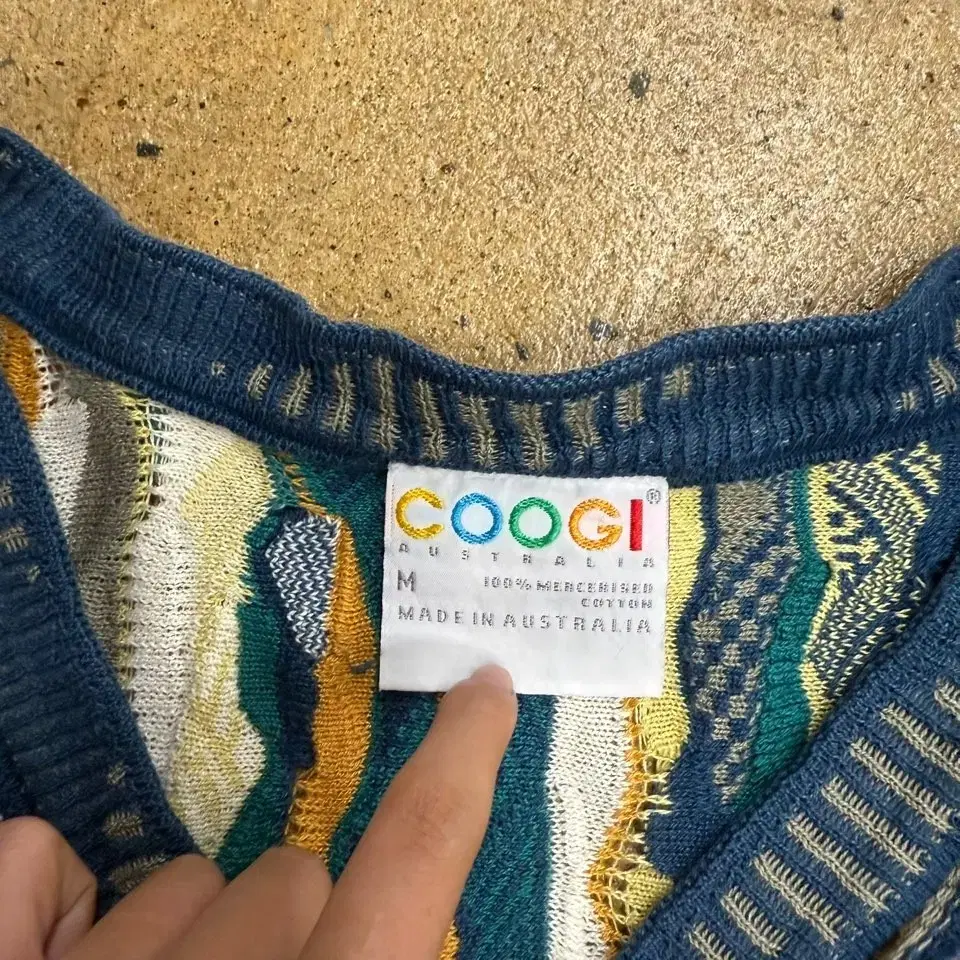 COOGI®
AUSTRALIA
M 100% MERCERISED
COTTON
MADE IN AUSTRALIA